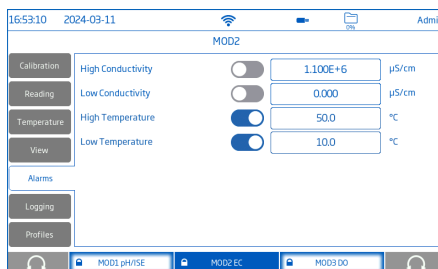 16:53:10 2024-03-11 0% Admi
MOD2
Calibration
Reading
Temperature
View
Alarms
Logging
Profiles
High Conductivity 1.100E+6 µS/cm
Low Conductivity 0.000 µS/cm
High Temperature 50.0 °C
Low Temperature 10.0 °C
MOD1 pH/ISE MOD2 EC MOD3 DO